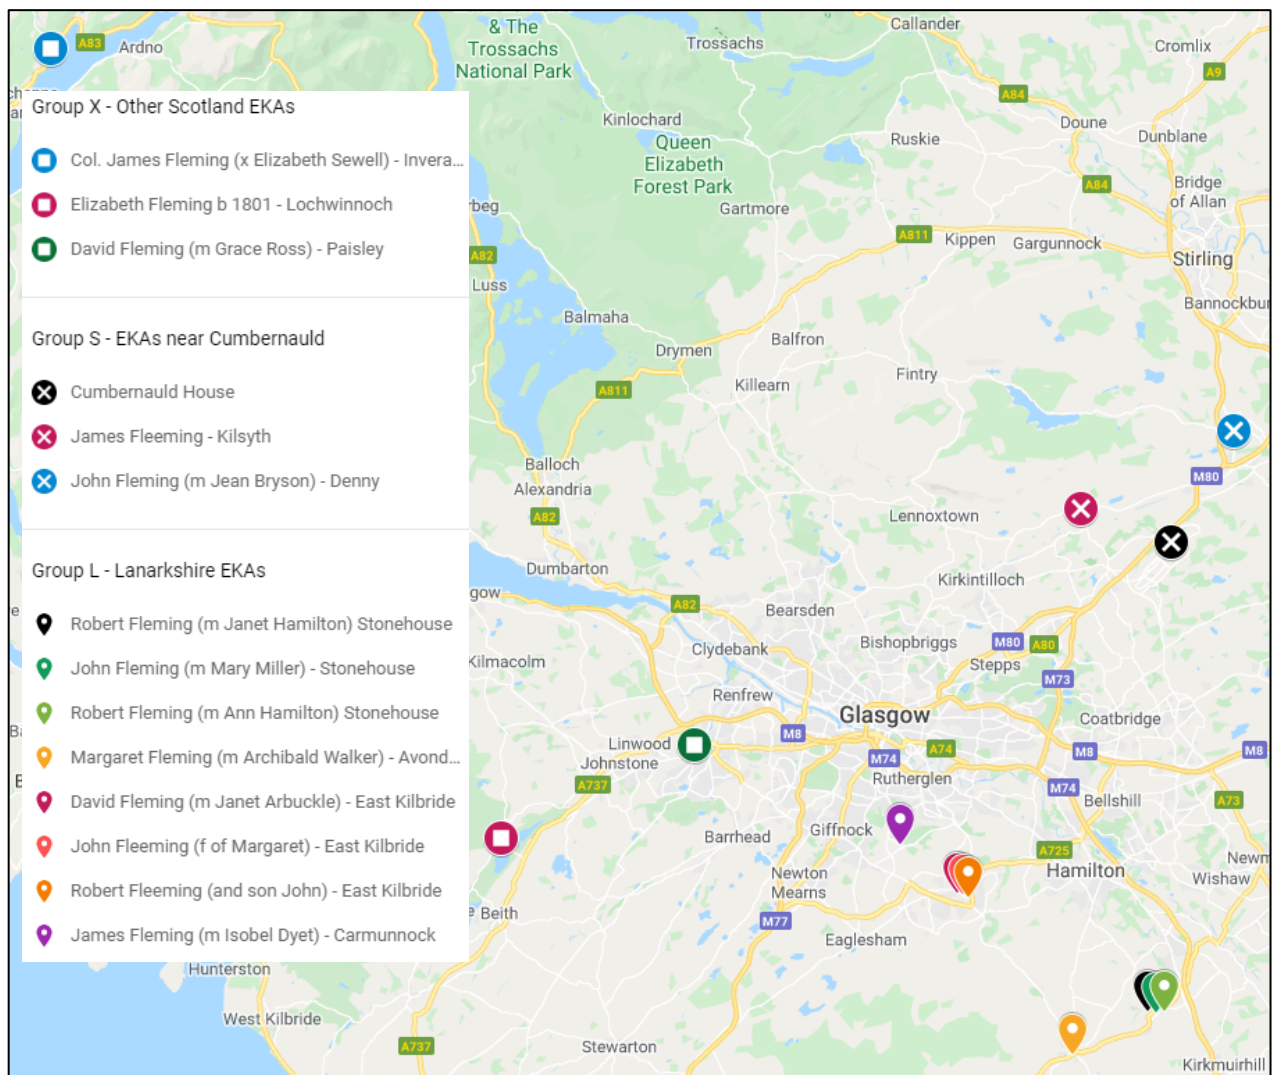 & The
Trossachs
National Park
Callander
Trossachs
Cromlix
A83
Ardno
A9
A84
Kinlochard
Doune
Dunblane
Ruskie
Queen
Elizabeth
Forest Park
A84
Bridge
of Allan
Gartmore
rbeg
A811
Kippen
Gargunnock
Stirling
A82
Luss
Bannockbur
Balmaha
Balfron
Drymen
Fintry
Killearn
A811
Balloch
Alexandria
M80
A82
Lennoxtown
Dumbarton
Kirkintilloch
gow
A82
Bearsden
Bishopbriggs
M80
A80
Clydebank
Kilmacolm
Stepps
M73
Renfrew
Glasgow
Coatbridge
Linwood
M8
A74
M8
M8
Johnstone
M74
Rutherglen
A737
M74
Bellshill
A73
Barrhead
Giffnock
A725
Newm
Newton
Mearns
Hamilton
Wishaw
Beith
M77
Eaglesham
Hunterston
West Kilbride
A737
Stewarton
Kirkmuirhill
Group X - Other Scotland EKAs
Col. James Fleming (x Elizabeth Sewell) - Invera...
Elizabeth Fleming b 1801 - Lochwinnoch
David Fleming (m Grace Ross) - Paisley
Group S - EKAs near Cumbernauld
Cumbernauld House
James Fleeming - Kilsyth
John Fleming (m Jean Bryson) - Denny
Group L - Lanarkshire EKAs
Robert Fleming (m Janet Hamilton) Stonehouse
John Fleming (m Mary Miller) - Stonehouse
Robert Fleming (m Ann Hamilton) Stonehouse
Margaret Fleming (m Archibald Walker) - Avond...
David Fleming (m Janet Arbuckle) - East Kilbride
John Fleeming (f of Margaret) - East Kilbride
Robert Fleeming (and son John) - East Kilbride
James Fleming (m Isobel Dyet) - Carmunnock